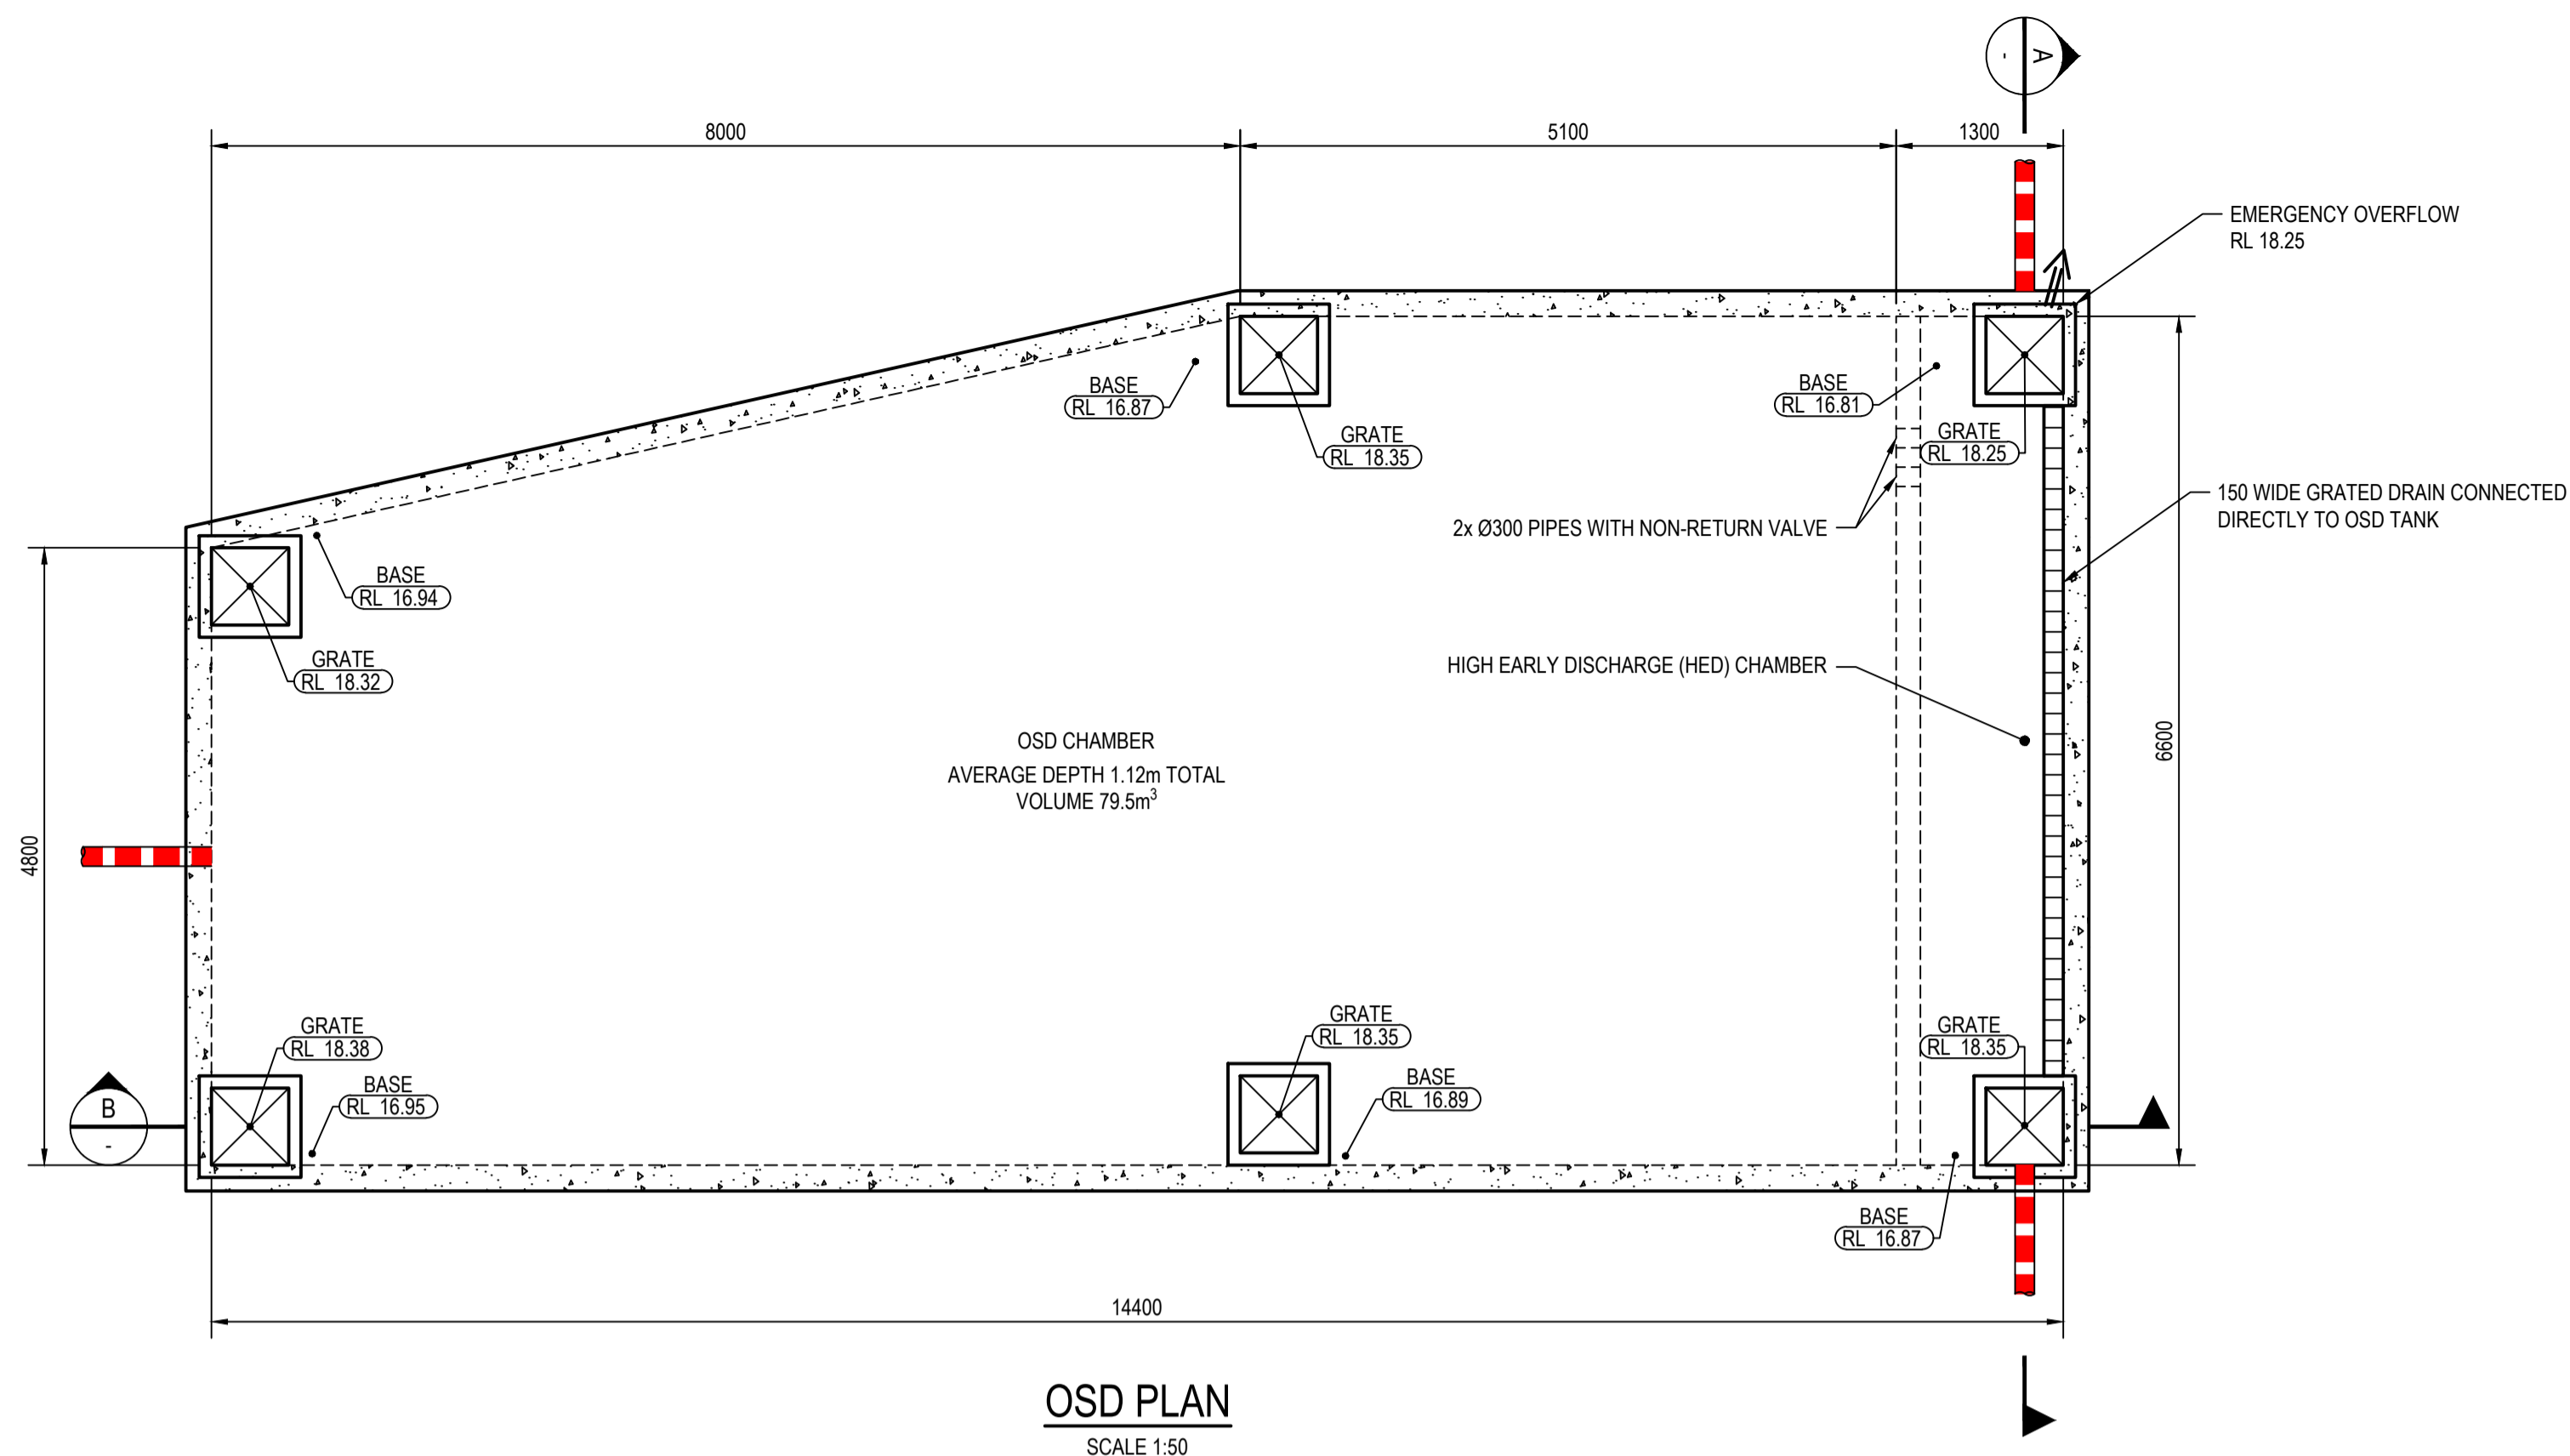 A
-
8000
5100
1300
EMERGENCY OVERFLOW
RL 18.25
BASE
RL 16.87
GRATE
RL 18.35
BASE
RL 16.81
GRATE
RL 18.25
150 WIDE GRATED DRAIN CONNECTED
DIRECTLY TO OSD TANK
2x Ø300 PIPES WITH NON-RETURN VALVE
BASE
RL 16.94
GRATE
RL 18.32
HIGH EARLY DISCHARGE (HED) CHAMBER
OSD CHAMBER
AVERAGE DEPTH 1.12m TOTAL
VOLUME 79.5m³
4800
6600
GRATE
RL 18.38
BASE
RL 16.95
GRATE
RL 18.35
BASE
RL 16.89
GRATE
RL 18.35
B
-
BASE
RL 16.87
14400
OSD PLAN
SCALE 1:50